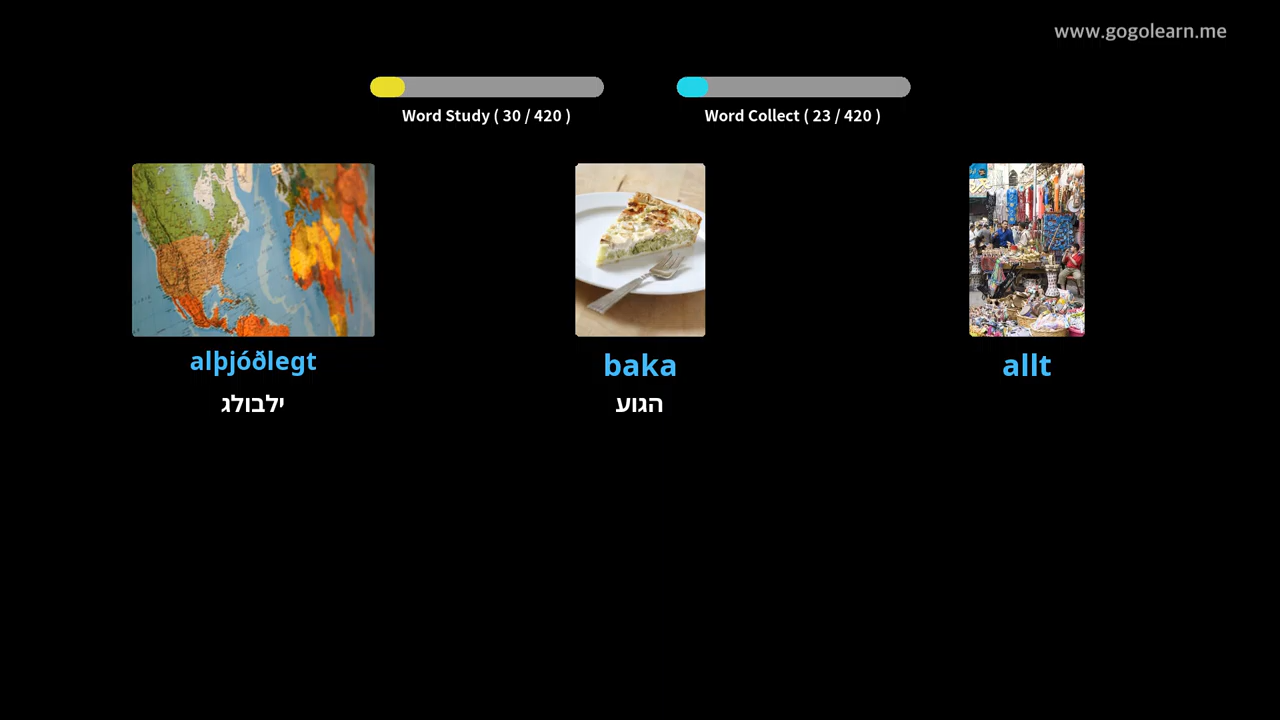 www.gogolearn.me
Word Study ( 30 / 420 )
Word Collect ( 23 / 420 )
alþjóðlegt
ילבולג
baka
הגוע
allt